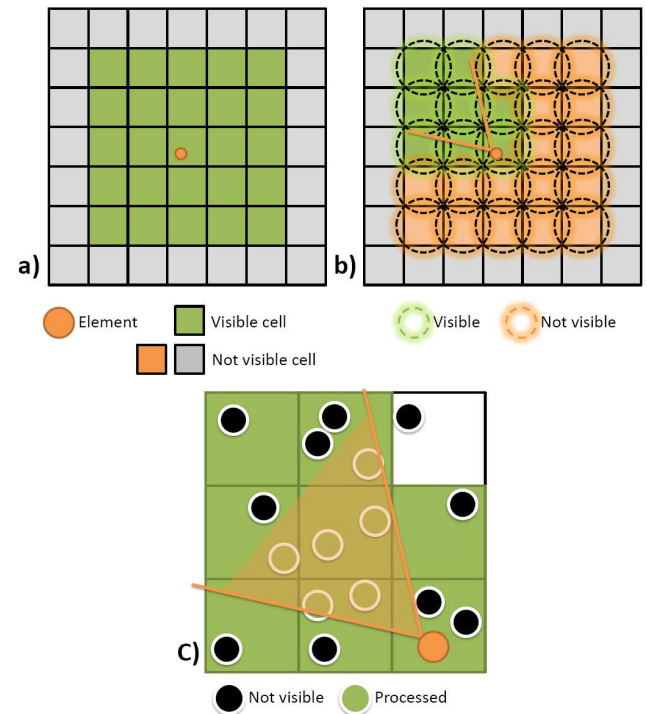 a)
b)
Element
Visible cell
Visible
Not visible
Not visible cell
C)
Not visible
Processed